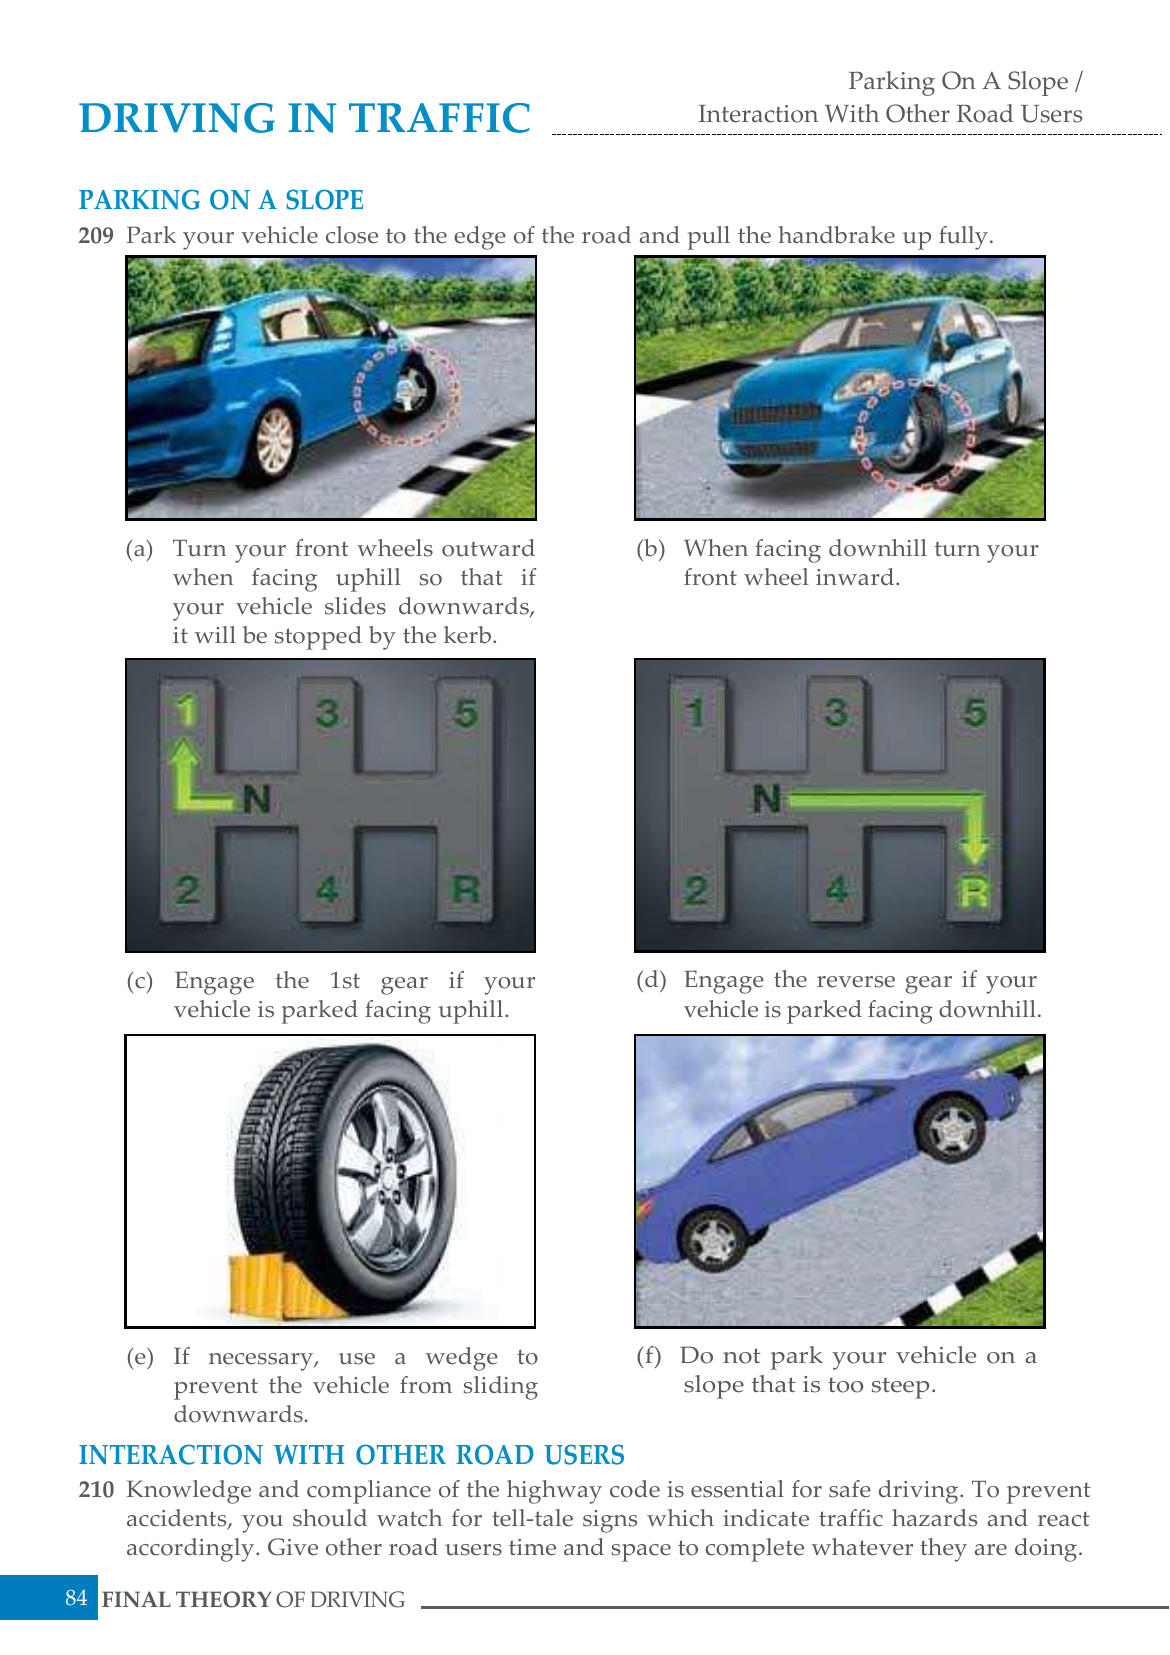 Parking On A Slope /
DRIVING IN TRAFFIC
Interaction With Other Road Users
PARKING ON A SLOPE
209 Park your vehicle close to the edge of the road and pull the handbrake up fully.
(a) Turn your front wheels outward
when facing uphill so that if
your vehicle slides downwards,
it will be stopped by the kerb.
(b) When facing downhill turn your
front wheel inward.
1 3 5
N
2 4 R
1 3 5
N
2 4 R
(c) Engage the 1st gear if your
vehicle is parked facing uphill.
(d) Engage the reverse gear if your
vehicle is parked facing downhill.
(e) If necessary, use a wedge to
prevent the vehicle from sliding
downwards.
(f) Do not park your vehicle on a
slope that is too steep.
INTERACTION WITH OTHER ROAD USERS
210 Knowledge and compliance of the highway code is essential for safe driving. To prevent
accidents, you should watch for tell-tale signs which indicate traffic hazards and react
accordingly. Give other road users time and space to complete whatever they are doing.
84 FINAL THEORY OF DRIVING